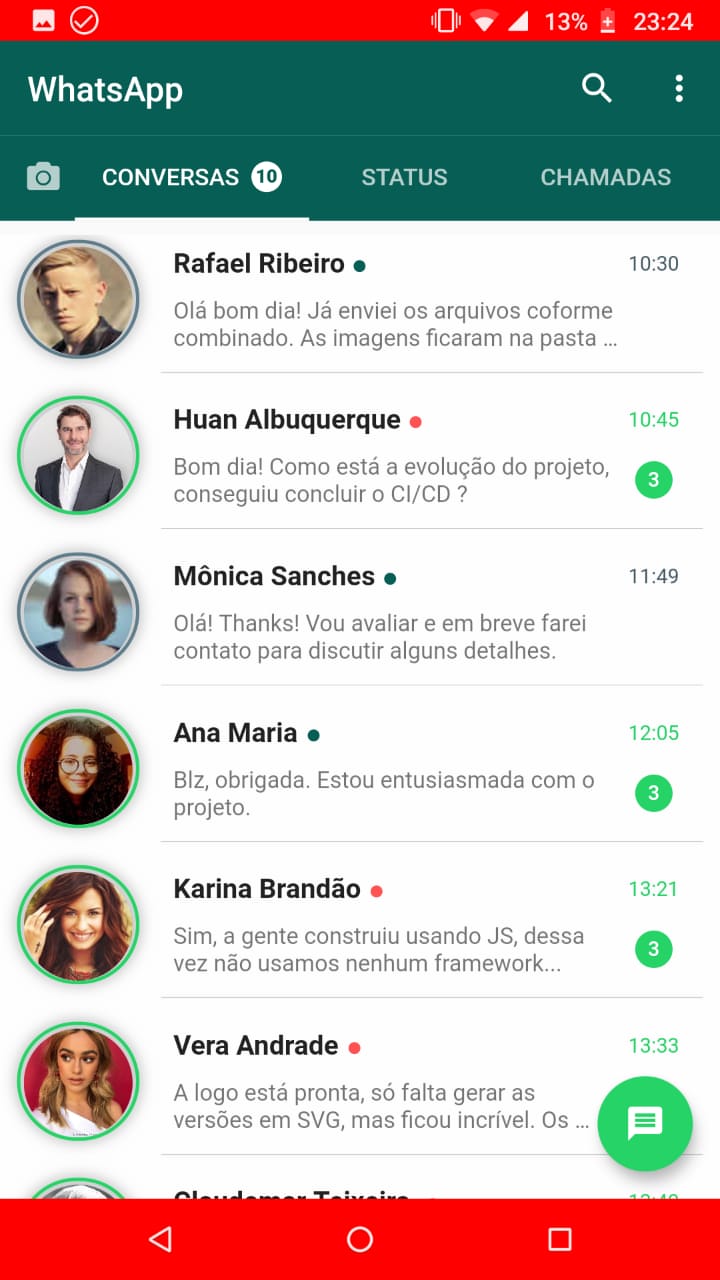 13% 23:24
WhatsApp
CONVERSAS 10 STATUS CHAMADAS
Rafael Ribeiro 10:30
Olá bom dia! Já enviei os arquivos coforme
combinado. As imagens ficaram na pasta ...
Huan Albuquerque 10:45
Bom dia! Como está a evolução do projeto,
conseguiu concluir o CI/CD ? 3
Mônica Sanches 11:49
Olá! Thanks! Vou avaliar e em breve farei
contato para discutir alguns detalhes.
Ana Maria 12:05
Blz, obrigada. Estou entusiasmada com o
projeto. 3
Karina Brandão 13:21
Sim, a gente construiu usando JS, dessa
vez não usamos nenhum framework... 3
Vera Andrade 13:33
A logo está pronta, só falta gerar as
versões em SVG, mas ficou incrível. Os ...